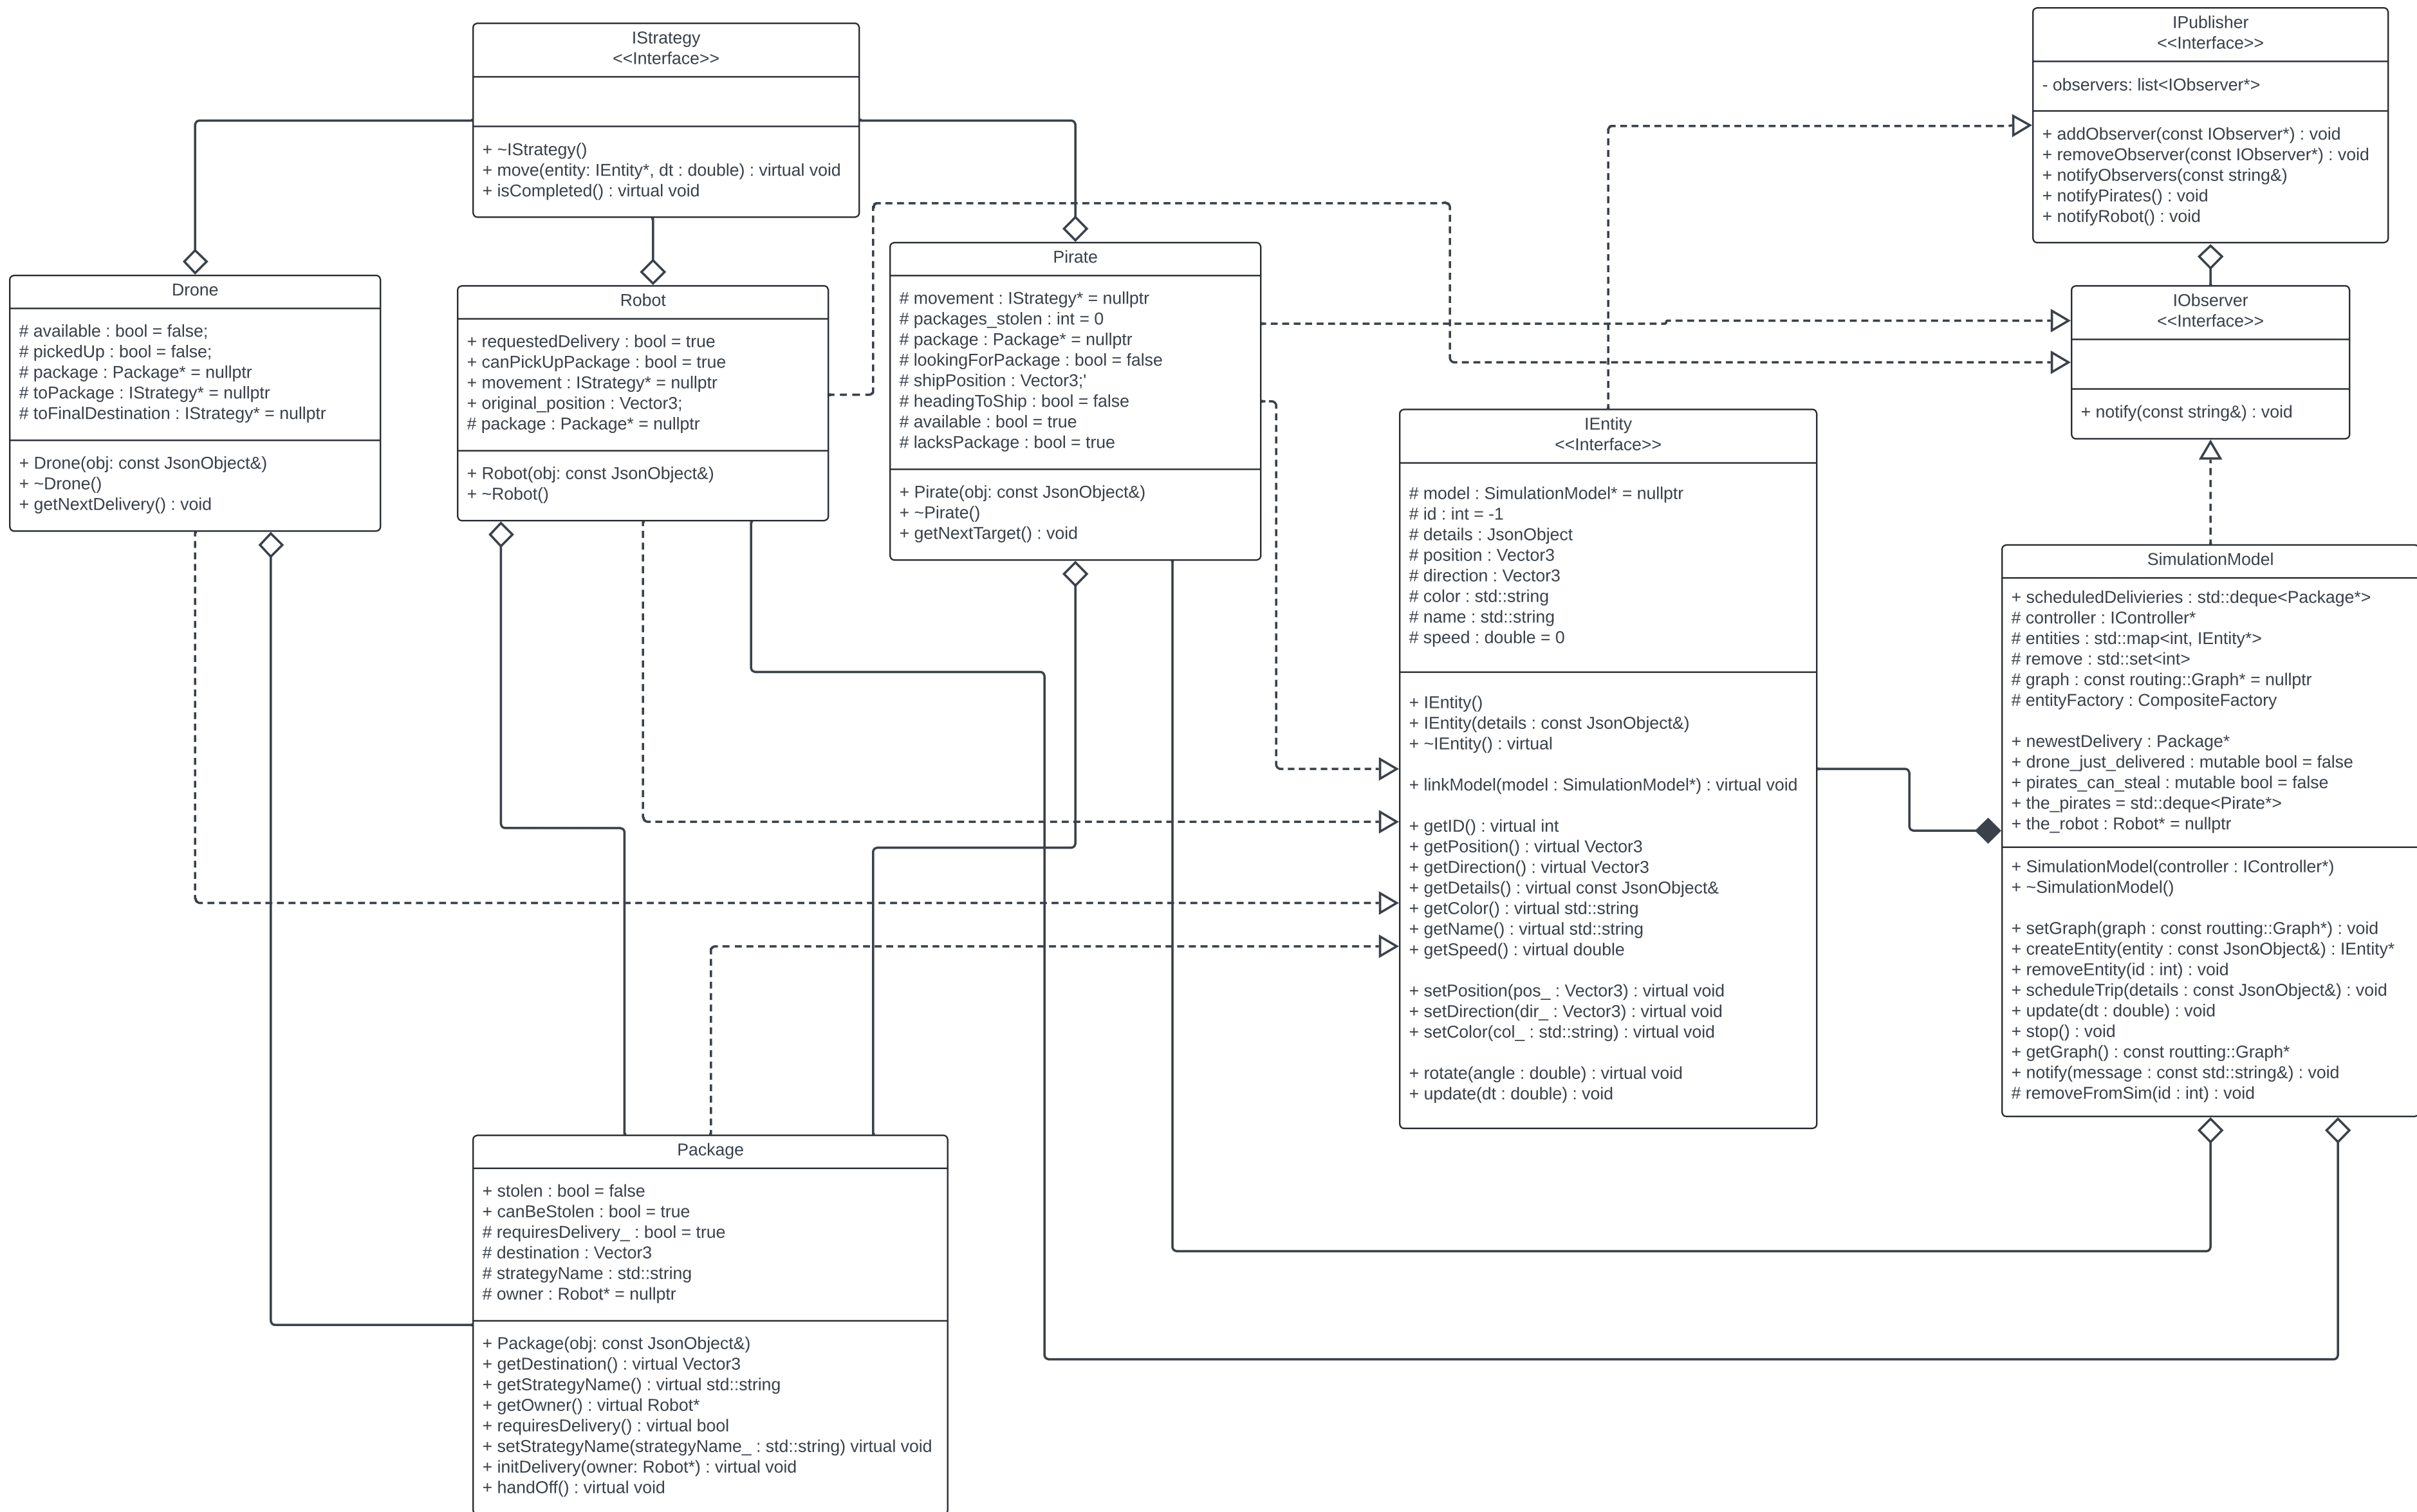 IStrategy
<<Interface>>
+ ~IStrategy()
+ move(entity: IEntity*, dt : double) : virtual void
+ isCompleted() : virtual void
IPublisher
<<Interface>>
- observers: list<IObserver*>
+ addObserver(const IObserver*) : void
+ removeObserver(const IObserver*) : void
+ notifyObservers(const string&)
+ notifyPirates() : void
+ notifyRobot() : void
Drone
# available : bool = false;
# pickedUp : bool = false;
# package : Package* = nullptr
# toPackage : IStrategy* = nullptr
# toFinalDestination : IStrategy* = nullptr
+ Drone(obj: const JsonObject&)
+ ~Drone()
+ getNextDelivery() : void
Robot
+ requestedDelivery : bool = true
+ canPickUpPackage : bool = true
+ movement : IStrategy* = nullptr
+ original_position : Vector3;
# package : Package* = nullptr
+ Robot(obj: const JsonObject&)
+ ~Robot()
Pirate
# movement : IStrategy* = nullptr
# packages_stolen : int = 0
# package : Package* = nullptr
# lookingForPackage : bool = false
# shipPosition : Vector3;'
# headingToShip : bool = false
# available : bool = true
# lacksPackage : bool = true
+ Pirate(obj: const JsonObject&)
+ ~Pirate()
+ getNextTarget() : void
IObserver
<<Interface>>
+ notify(const string&) : void
IEntity
<<Interface>>
# model : SimulationModel* = nullptr
# id : int = -1
# details : JsonObject
# position : Vector3
# direction : Vector3
# color : std::string
# name : std::string
# speed : double = 0
+ IEntity()
+ IEntity(details : const JsonObject&)
+ ~IEntity() : virtual
+ linkModel(model : SimulationModel*) : virtual void
+ getID() : virtual int
+ getPosition() : virtual Vector3
+ getDirection() : virtual Vector3
+ getDetails() : virtual const JsonObject&
+ getColor() : virtual std::string
+ getName() : virtual std::string
+ getSpeed() : virtual double
+ setPosition(pos_ : Vector3) : virtual void
+ setDirection(dir_ : Vector3) : virtual void
+ setColor(col_ : std::string) : virtual void
+ rotate(angle : double) : virtual void
+ update(dt : double) : void
SimulationModel
+ scheduledDelivieries : std::deque<Package*>
# controller : IController*
# entities : std::map<int, IEntity*>
# remove : std::set<int>
# graph : const routing::Graph* = nullptr
# entityFactory : CompositeFactory
+ newestDelivery : Package*
+ drone_just_delivered : mutable bool = false
+ pirates_can_steal : mutable bool = false
+ the_pirates = std::deque<Pirate*>
+ the_robot : Robot* = nullptr
+ SimulationModel(controller : IController*)
+ ~SimulationModel()
+ setGraph(graph : const routting::Graph*) : void
+ createEntity(entity : const JsonObject&) : IEntity*
+ removeEntity(id : int) : void
+ scheduleTrip(details : const JsonObject&) : void
+ update(dt : double) : void
+ stop() : void
+ getGraph() : const routting::Graph*
+ notify(message : const std::string&) : void
# removeFromSim(id : int) : void
Package
+ stolen : bool = false
+ canBeStolen : bool = true
# requiresDelivery_ : bool = true
# destination : Vector3
# strategyName : std::string
# owner : Robot* = nullptr
+ Package(obj: const JsonObject&)
+ getDestination() : virtual Vector3
+ getStrategyName() : virtual std::string
+ getOwner() : virtual Robot*
+ requiresDelivery() : virtual bool
+ setStrategyName(strategyName_ : std::string) virtual void
+ initDelivery(owner: Robot*) : virtual void
+ handOff() : virtual void